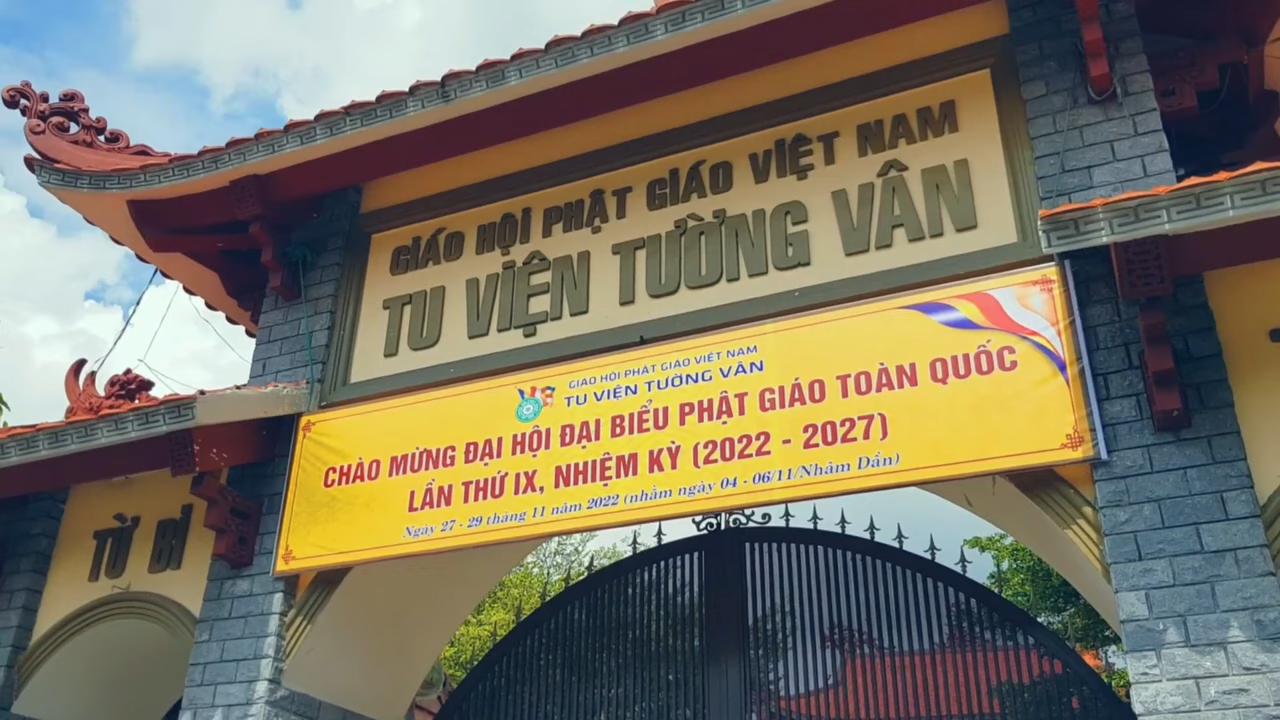 GIÁO HỘI PHẬT GIÁO VIỆT NAM
TU VIỆN TƯỜNG VÂN
GIÁO HỘI PHẬT GIÁO VIỆT NAM
TU VIỆN TƯỜNG VÂN
CHÀO MỪNG ĐẠI HỘI ĐẠI BIỂU PHẬT GIÁO TOÀN QUỐC
LẦN THỨ IX, NHIỆM KỲ (2022 - 2027)
Ngày 27 - 29 tháng 11 năm 2022 (nhằm ngày 04 - 06/11/Nhâm Dần)
TỪ BI